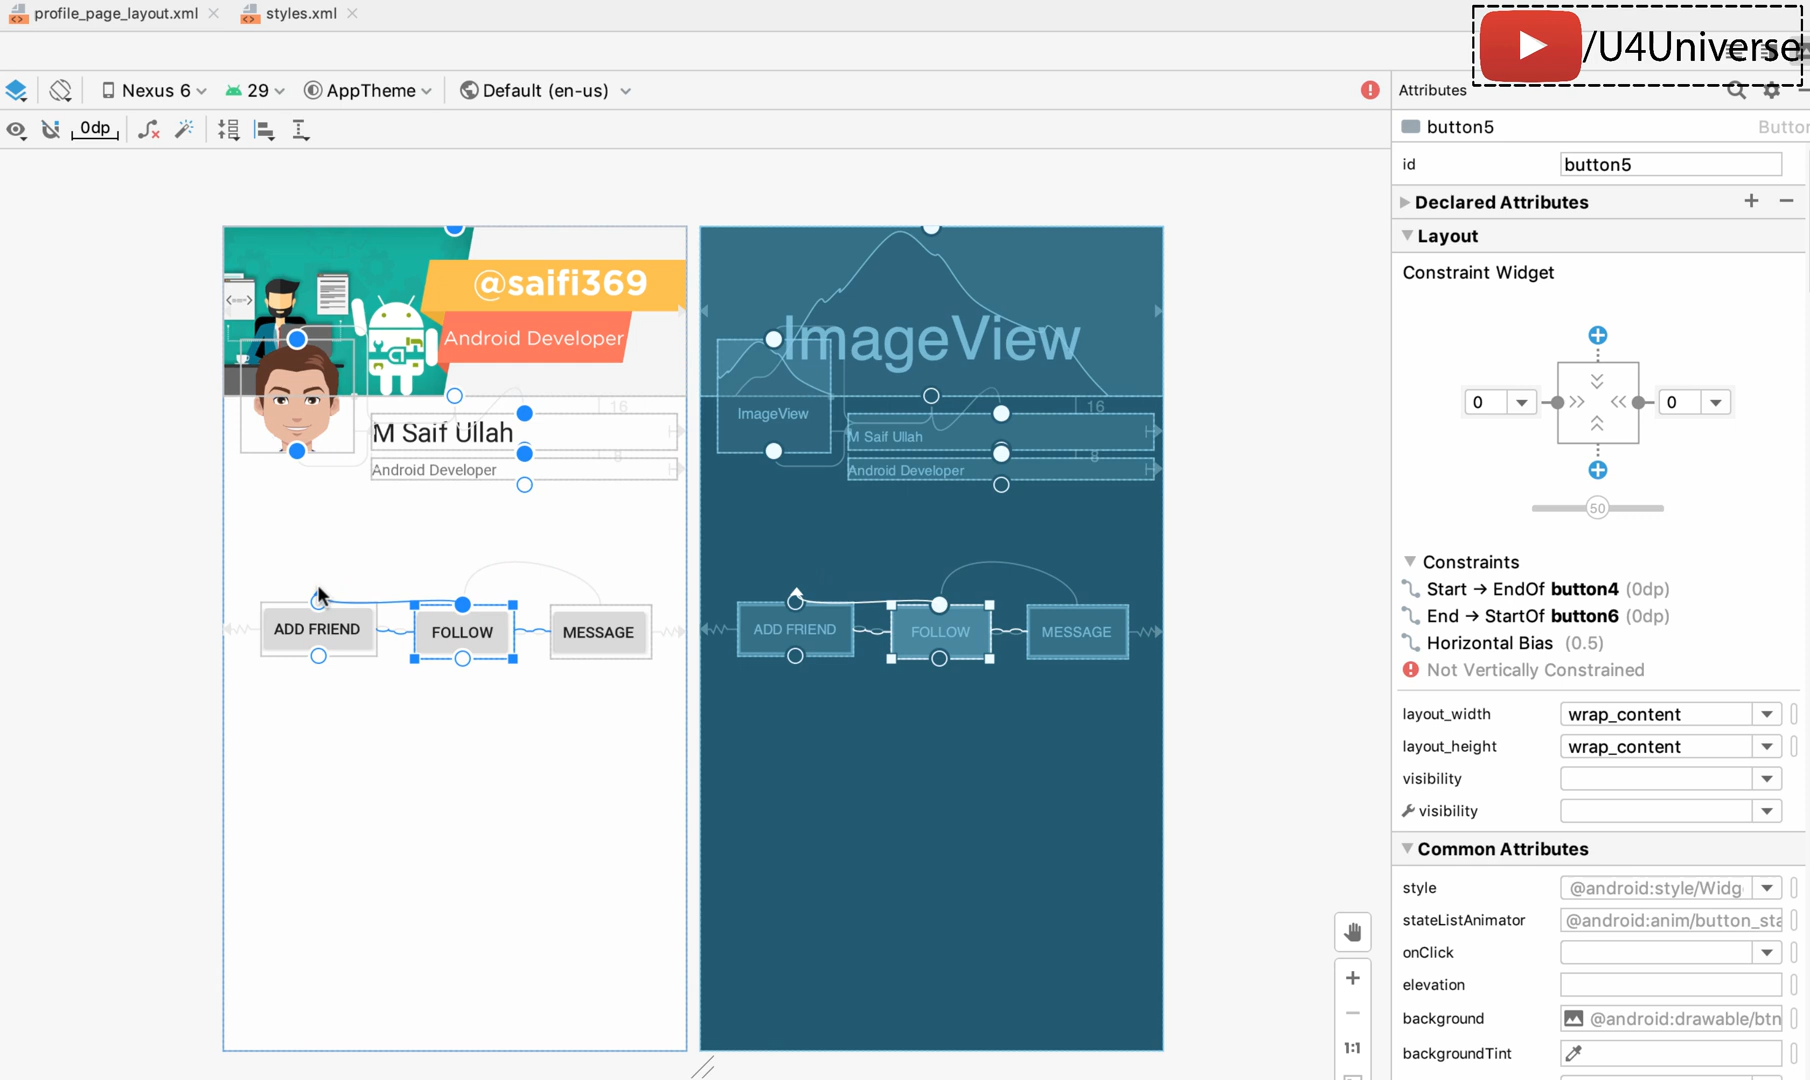 profile_page_layout.xml
styles.xml
/U4Universe
Nexus 6
29
AppTheme
Default (en-us)
Attributes
0dp
button5
id
button5
Declared Attributes
Layout
Constraint Widget
0
0
50
@saifi369
Android Developer
16
M Saif Ullah
8
Android Developer
ADD FRIEND
FOLLOW
MESSAGE
ImageView
ImageView
16
M Saif Ullah
8
Android Developer
ADD FRIEND
FOLLOW
MESSAGE
Constraints
Start → EndOf button4 (0dp)
End → StartOf button6 (0dp)
Horizontal Bias (0.5)
Not Vertically Constrained
layout_width
wrap_content
layout_height
wrap_content
visibility
visibility
Common Attributes
style
@android:style/Widg
stateListAnimator
@android:anim/button_sta
onClick
elevation
background
@android:drawable/btn
backgroundTint
1:1